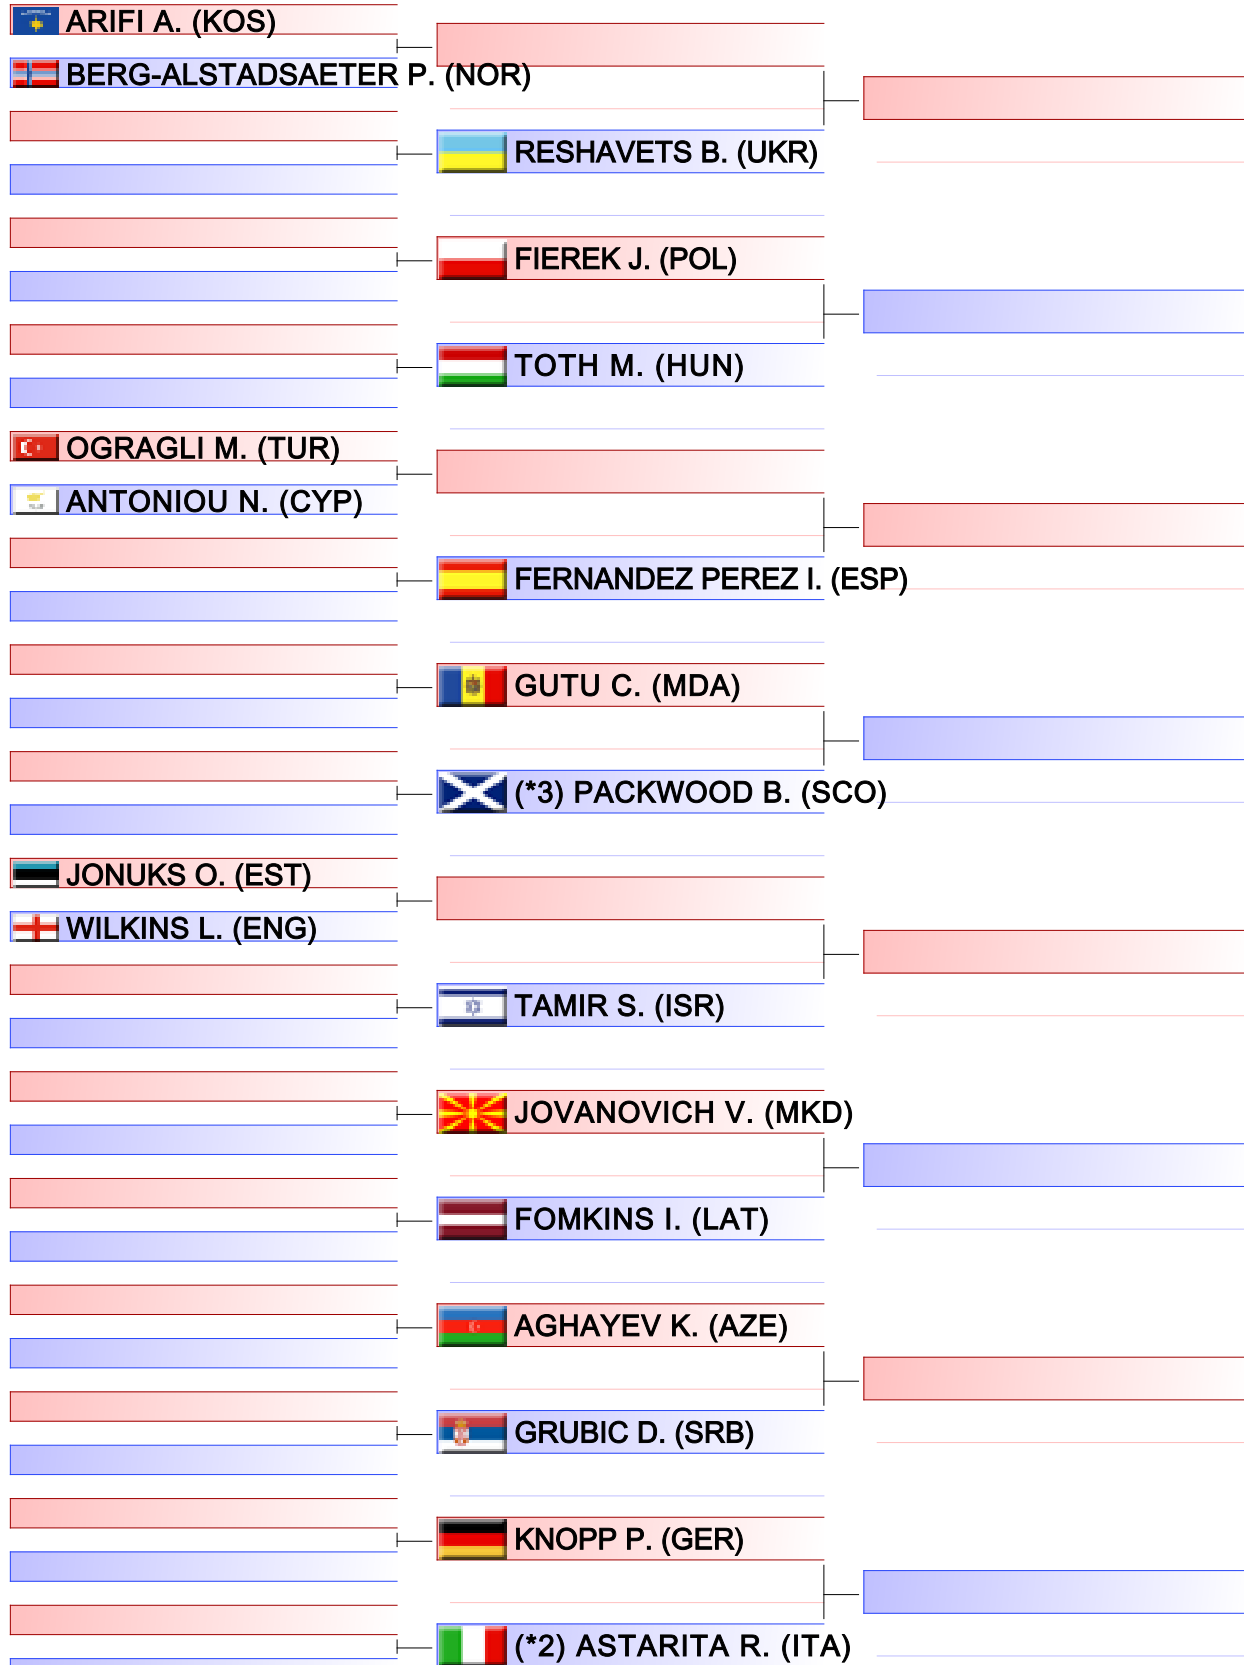 ARIFI A. (KOS)
BERG-ALSTADSAETER P. (NOR)
RESHAVETS B. (UKR)
FIEREK J. (POL)
TOTH M. (HUN)
OGRAGLI M. (TUR)
ANTONIOU N. (CYP)
FERNANDEZ PEREZ I. (ESP)
GUTU C. (MDA)
(*3) PACKWOOD B. (SCO)
JONUKS O. (EST)
WILKINS L. (ENG)
TAMIR S. (ISR)
JOVANOVICH V. (MKD)
FOMKINS I. (LAT)
AGHAYEV K. (AZE)
GRUBIC D. (SRB)
KNOPP P. (GER)
(*2) ASTARITA R. (ITA)